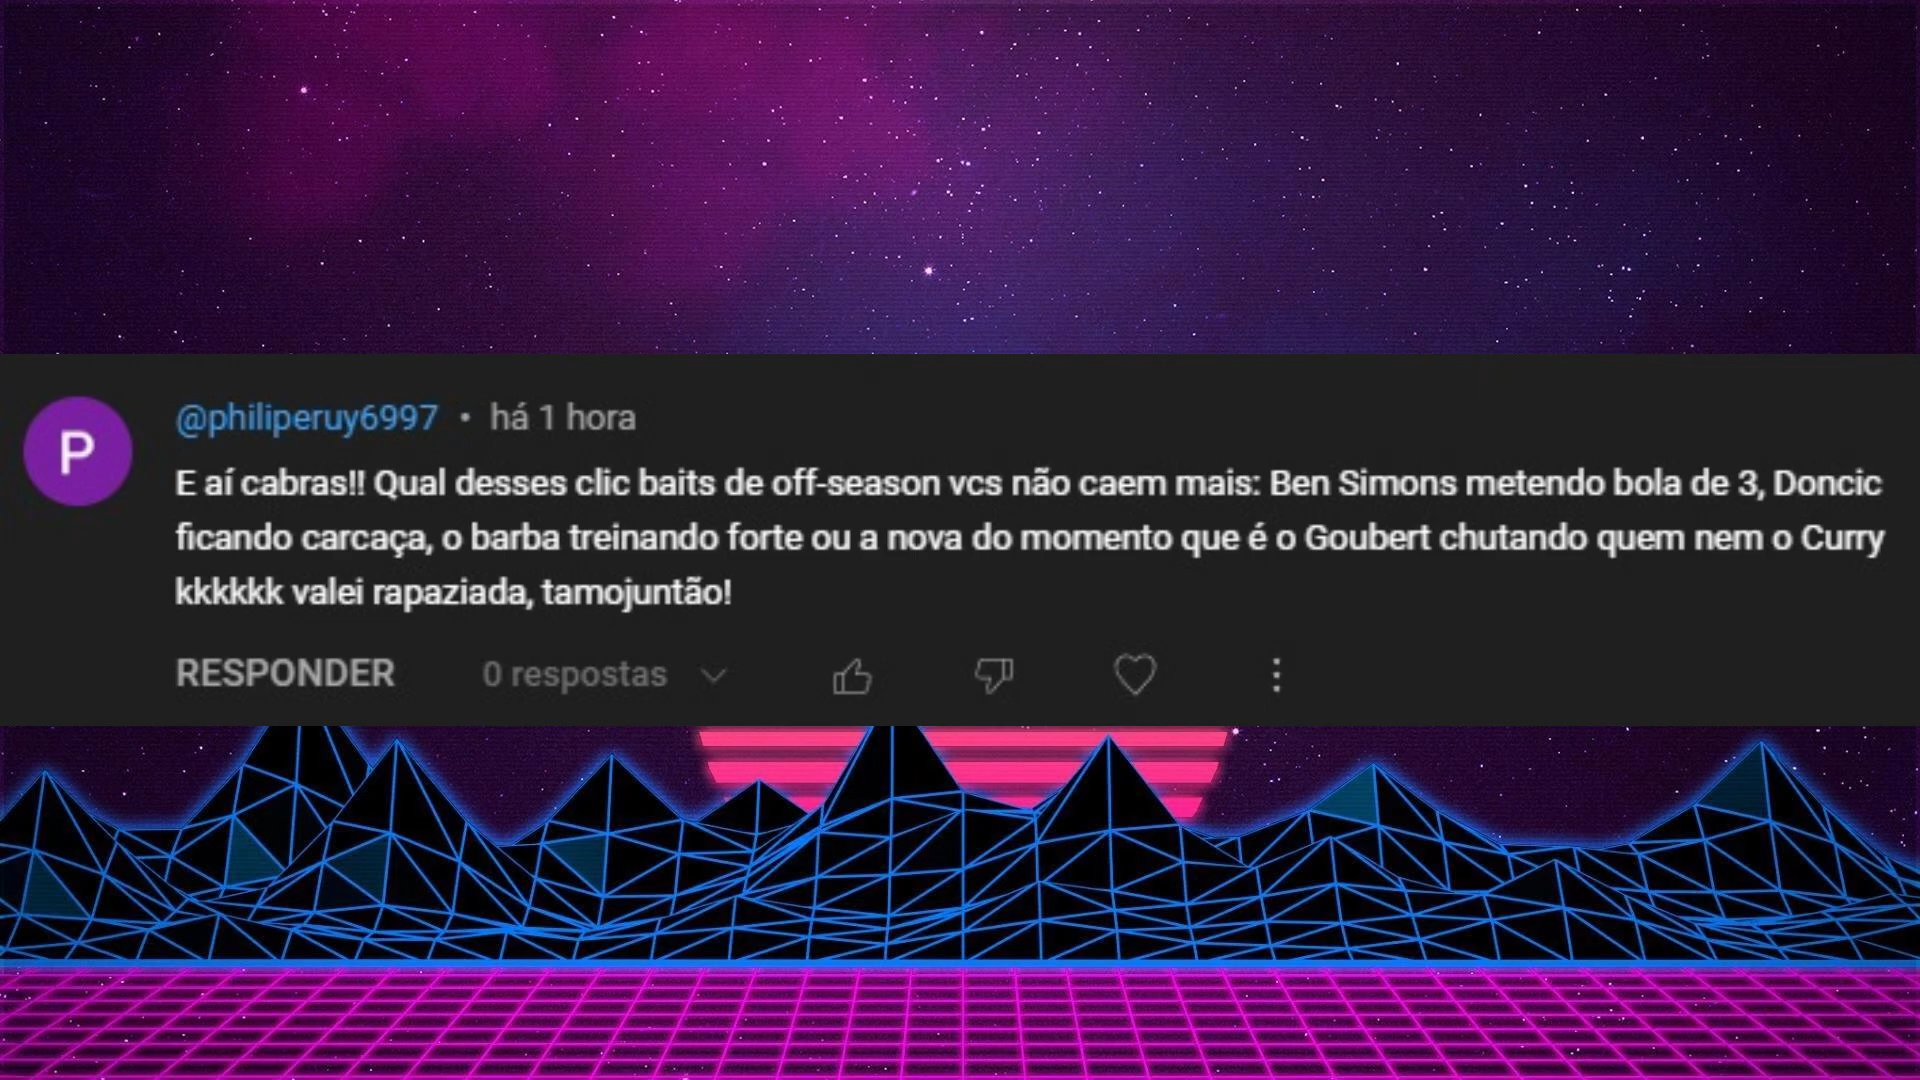 P
@philiperuy6997 • há 1 hora
E aí cabras!! Qual desses clic baits de off-season vcs não caem mais: Ben Simons metendo bola de 3, Doncic
ficando carcaça, o barba treinando forte ou a nova do momento que é o Goubert chutando quem nem o Curry
kkkkkk valei rapaziada, tamojuntão!
RESPONDER 0 respostas